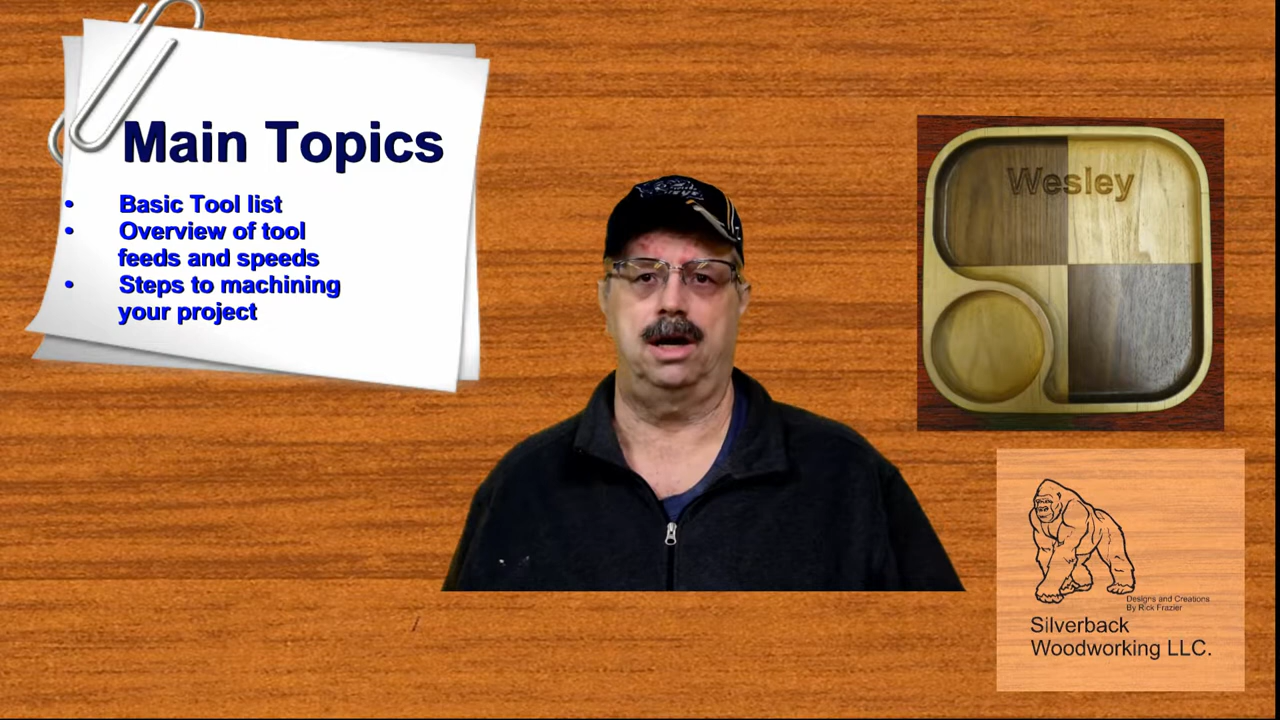 Main Topics
• Basic Tool list
• Overview of tool
feeds and speeds
• Steps to machining
your project
Wesley
Designs and Creations
By Rick Frazier
Silverback
Woodworking LLC.